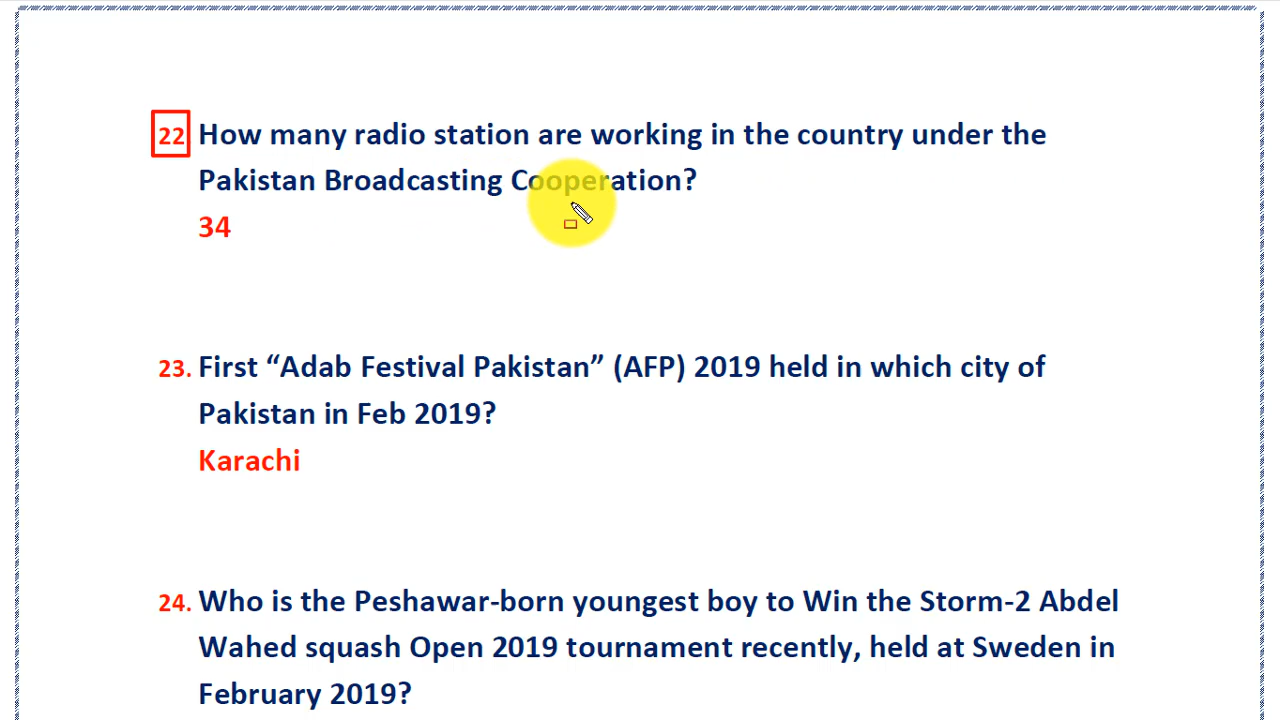 22 How many radio station are working in the country under the
Pakistan Broadcasting Cooperation?
34
23. First “Adab Festival Pakistan” (AFP) 2019 held in which city of
Pakistan in Feb 2019?
Karachi
24. Who is the Peshawar-born youngest boy to Win the Storm-2 Abdel
Wahed squash Open 2019 tournament recently, held at Sweden in
February 2019?